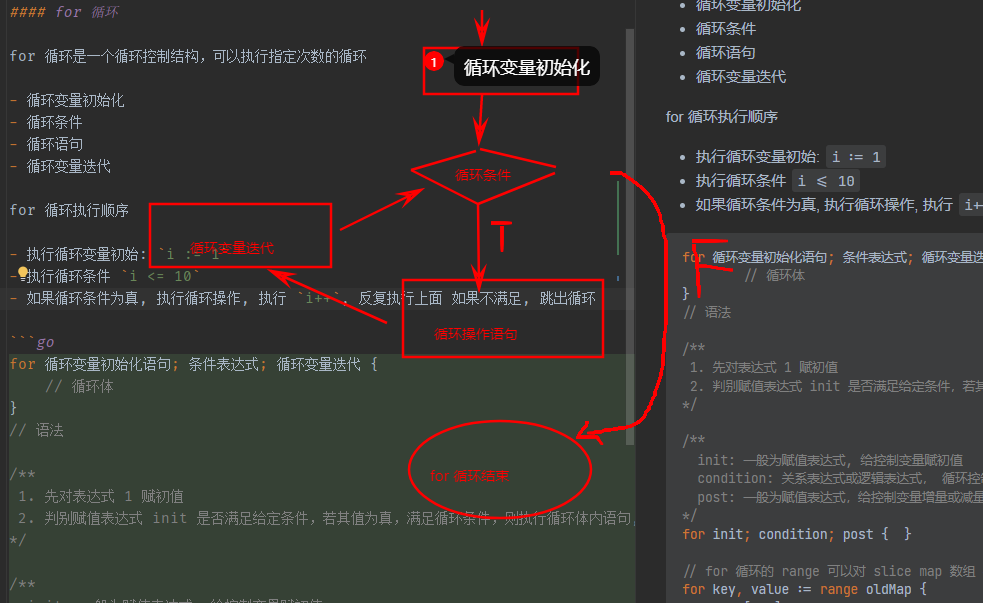 #### for 循环
for 循环是一个循环控制结构，可以执行指定次数的循环
- 循环变量初始化
- 循环条件
- 循环语句
- 循环变量迭代
for 循环执行顺序
- 执行循环变量初始: `i := 1`
- 执行循环条件 `i <= 10`
- 如果循环条件为真, 执行循环操作, 执行 `i++`. 反复执行上面 如果不满足, 跳出循环
```go
for 循环变量初始化语句; 条件表达式; 循环变量迭代 {
// 循环体
}
// 语法
/**
1. 先对表达式 1 赋初值
2. 判别赋值表达式 init 是否满足给定条件，若其值为真，满足循环条件，则执行循环体内语句，
*/
/**
1
循环变量初始化
循环条件
T
循环变量迭代
循环操作语句
for 循环结束
循环变量初始化
• 循环条件
• 循环语句
• 循环变量迭代
for 循环执行顺序
• 执行循环变量初始: i := 1
• 执行循环条件 i <= 10
• 如果循环条件为真, 执行循环操作, 执行 i++
for 循环变量初始化语句; 条件表达式; 循环变量迭
// 循环体
}
// 语法
/**
1. 先对表达式 1 赋初值
2. 判别赋值表达式 init 是否满足给定条件，若其
*/
/**
init: 一般为赋值表达式, 给控制变量赋初值
condition: 关系表达式或逻辑表达式, 循环控
post: 一般为赋值表达式，给控制变量增量或减量
*/
for init; condition; post {  }
// for 循环的 range 可以对 slice map 数组
for key, value := range oldMap {